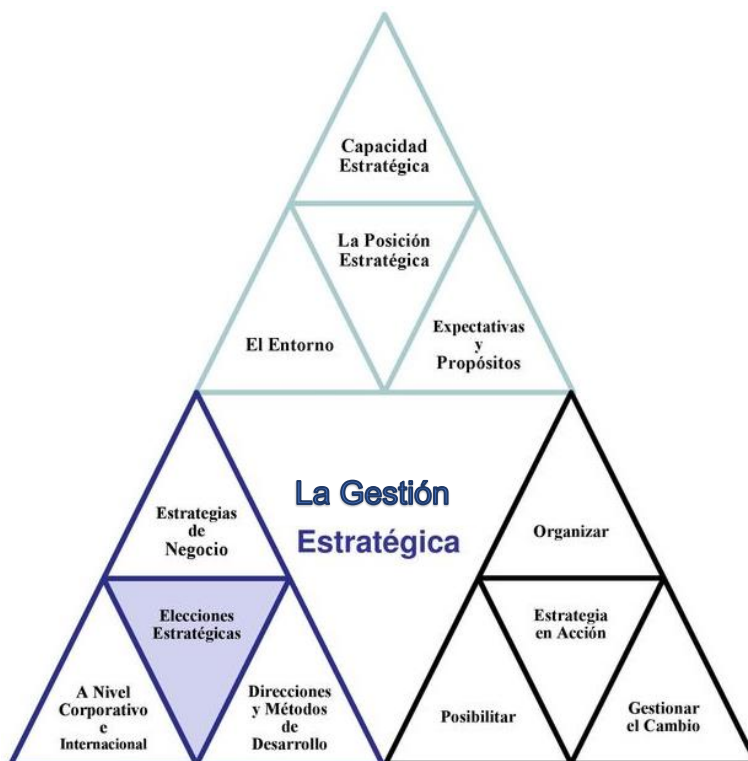 Capacidad
Estratégica
La Posición
Estratégica
El Entorno
Expectativas
y
Propósitos
La Gestión
Estratégica
Estrategias
de
Negocio
Elecciones
Estratégicas
A Nivel
Corporativo
e
Internacional
Direcciones
y Métodos
de
Desarrollo
Organizar
Estrategia
en Acción
Posibilitar
Gestionar
el Cambio